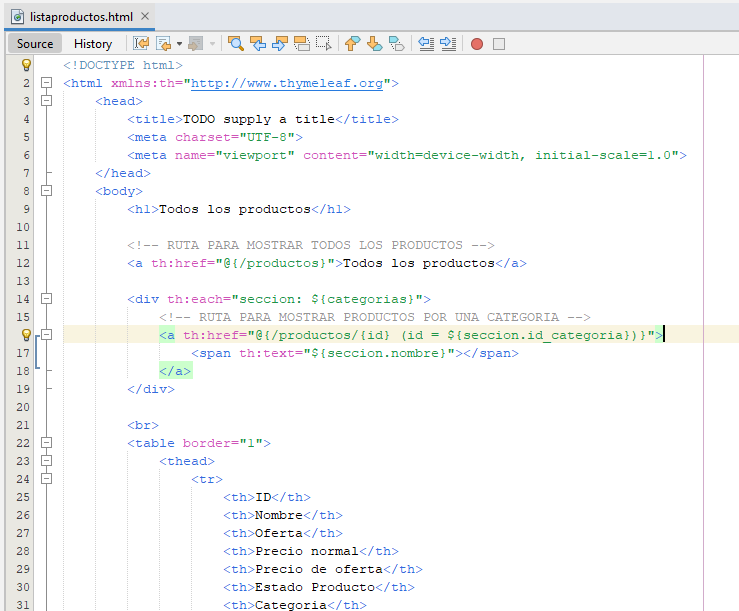 listaproductos.html
Source History
<!DOCTYPE html>
2 <html xmlns:th="http://www.thymeleaf.org">
3 <head>
4 <title>TODO supply a title</title>
5 <meta charset="UTF-8">
6 <meta name="viewport" content="width=device-width, initial-scale=1.0">
7 </head>
8 <body>
9 <h1>Todos los productos</h1>
10
11 <!-- RUTA PARA MOSTRAR TODOS LOS PRODUCTOS -->
12 <a th:href="@{/productos}">Todos los productos</a>
13
14 <div th:each="seccion: ${categorias}">
15 <!-- RUTA PARA MOSTRAR PRODUCTOS POR UNA CATEGORIA -->
<a th:href="@{/productos/{id} (id = ${seccion.id_categoria})}">
17 <span th:text="${seccion.nombre}"></span>
18 </a>
19 </div>
20
21 <br>
22 <table border="1">
23 <thead>
24 <tr>
25 <th>ID</th>
26 <th>Nombre</th>
27 <th>Oferta</th>
28 <th>Precio normal</th>
29 <th>Precio de oferta</th>
30 <th>Estado Producto</th>
31 <th>Categoria</th>